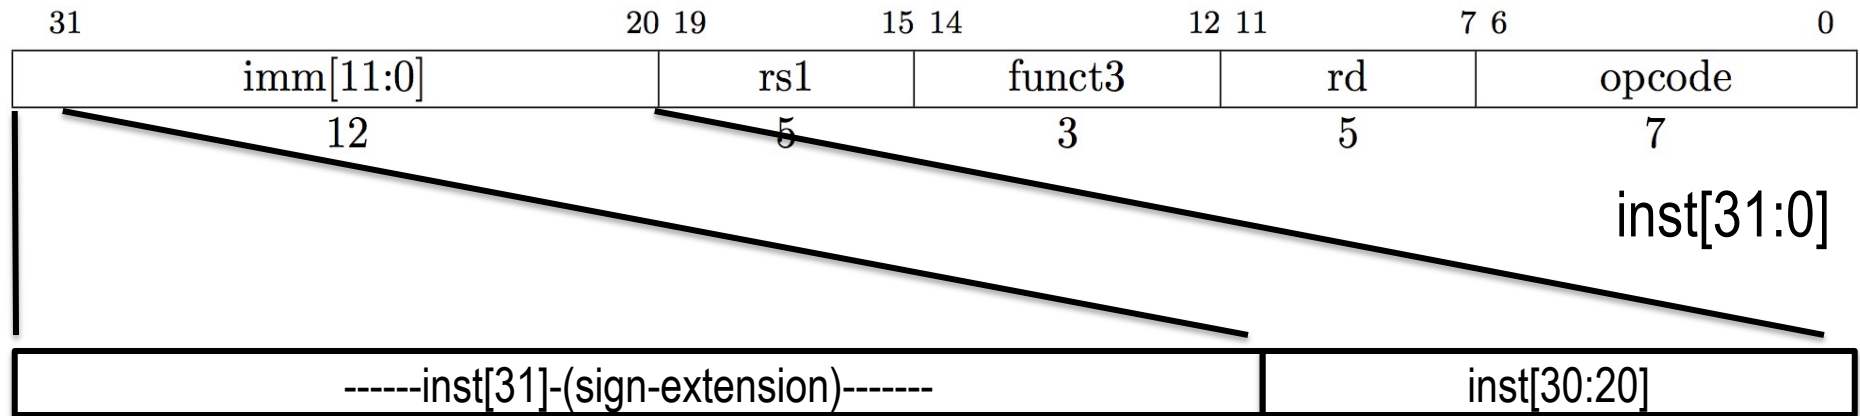 31 20 19 15 14 12 11 7 6 0
imm[11:0] rs1 funct3 rd opcode
12 5 3 5 7
inst[31:0]
------inst[31]-(sign-extension)------- inst[30:20]